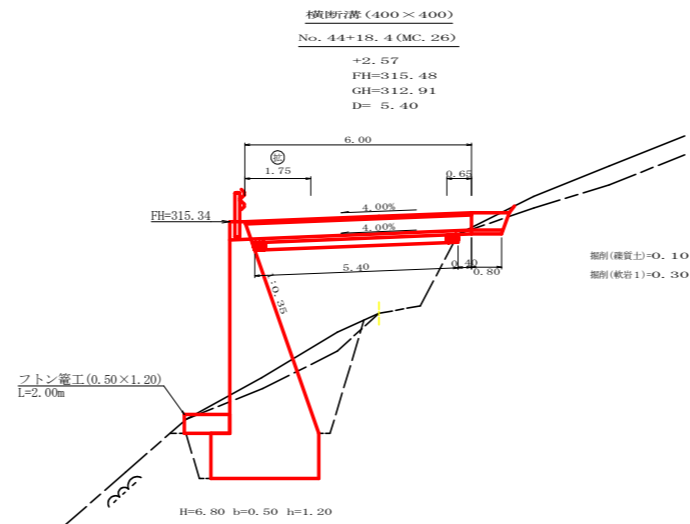 横断溝(400×400)
No. 44+18.4(MC. 26)
+2.57
FH=315.48
GH=312.91
D= 5.40
6.00
拡
1.75
0.65
4.00%
FH=315.34
4.00%
5.40
0.40
0.80
掘削(礫質土)=0.10
掘削(軟岩1)=0.30
1:0.35
フトン篭工(0.50×1.20)
L=2.00m
H=6.80 b=0.50 h=1.20